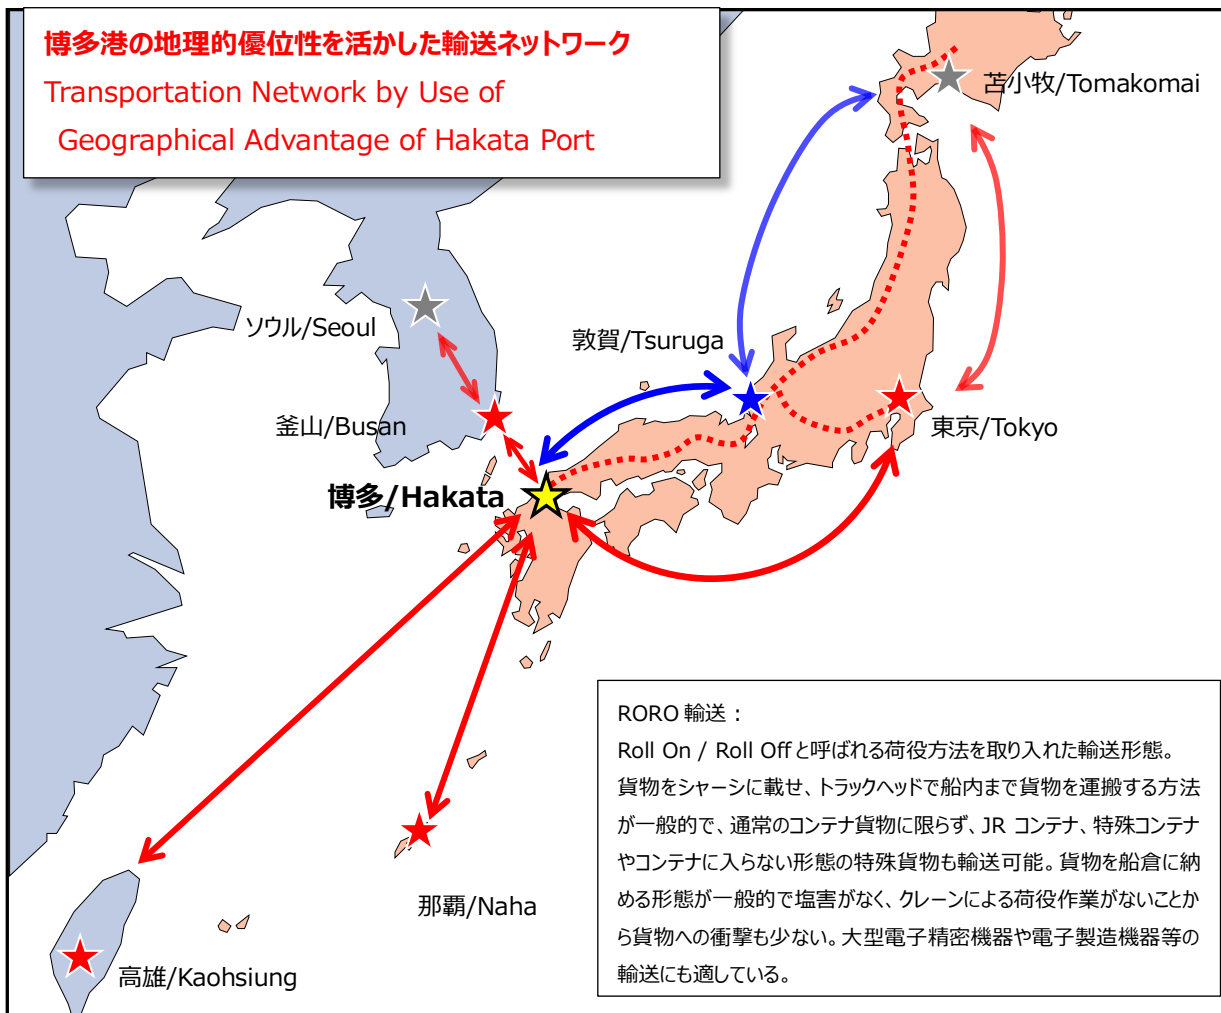 博多港の地理的優位性を活かした輸送ネットワーク
Transportation Network by Use of
Geographical Advantage of Hakata Port
苫小牧/Tomakomai
ソウル/Seoul
敦賀/Tsuruga
釜山/Busan
東京/Tokyo
博多/Hakata
那覇/Naha
高雄/Kaohsiung
RORO 輸送：
Roll On / Roll Off と呼ばれる荷役方法を取り入れた輸送形態。
貨物をシャーシに載せ、トラックヘッドで船内まで貨物を運搬する方法
が一般的で、通常のコンテナ貨物に限らず、JR コンテナ、特殊コンテナ
やコンテナに入らない形態の特殊貨物も輸送可能。貨物を船倉に納
める形態が一般的で塩害がなく、クレーンによる荷役作業がないことか
ら貨物への衝撃も少ない。大型電子精密機器や電子製造機器等の
輸送にも適している。